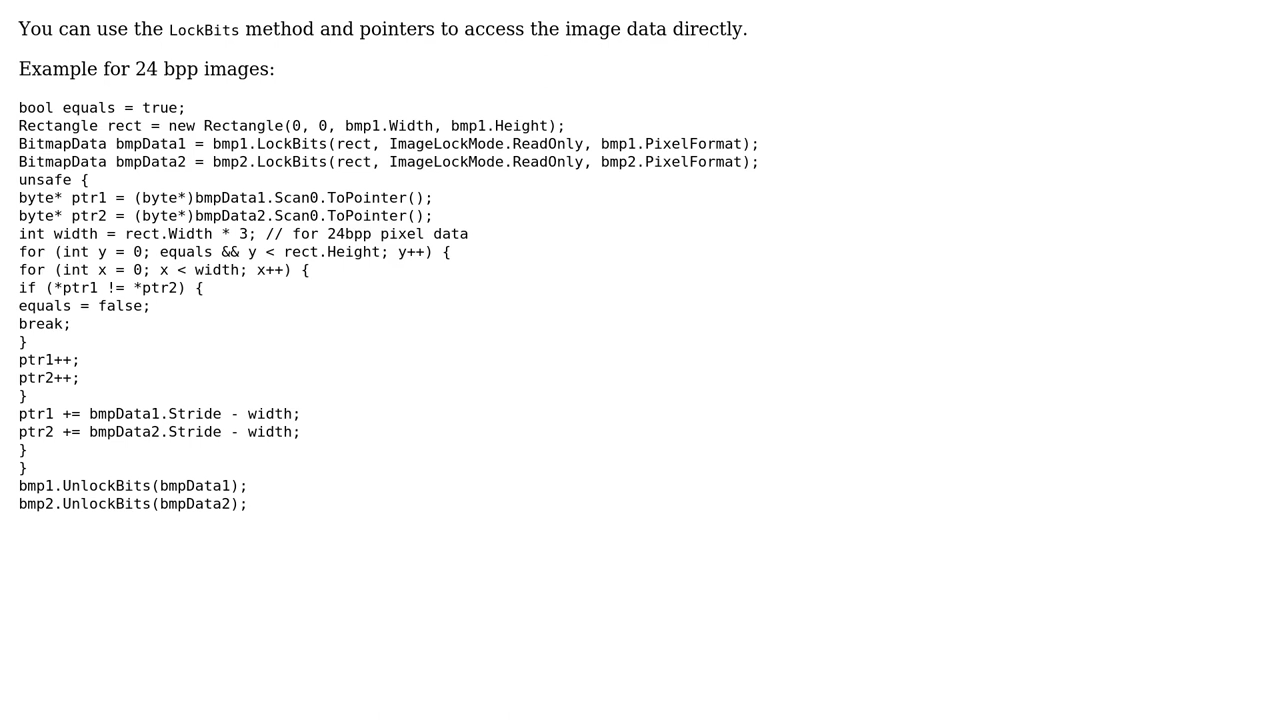 You can use the LockBits method and pointers to access the image data directly.
Example for 24 bpp images:
bool equals = true;
Rectangle rect = new Rectangle(0, 0, bmp1.Width, bmp1.Height);
BitmapData bmpData1 = bmp1.LockBits(rect, ImageLockMode.ReadOnly, bmp1.PixelFormat);
BitmapData bmpData2 = bmp2.LockBits(rect, ImageLockMode.ReadOnly, bmp2.PixelFormat);
unsafe {
byte* ptr1 = (byte*)bmpData1.Scan0.ToPointer();
byte* ptr2 = (byte*)bmpData2.Scan0.ToPointer();
int width = rect.Width * 3; // for 24bpp pixel data
for (int y = 0; equals && y < rect.Height; y++) {
for (int x = 0; x < width; x++) {
if (*ptr1 != *ptr2) {
equals = false;
break;
}
ptr1++;
ptr2++;
}
ptr1 += bmpData1.Stride - width;
ptr2 += bmpData2.Stride - width;
}
}
bmp1.UnlockBits(bmpData1);
bmp2.UnlockBits(bmpData2);